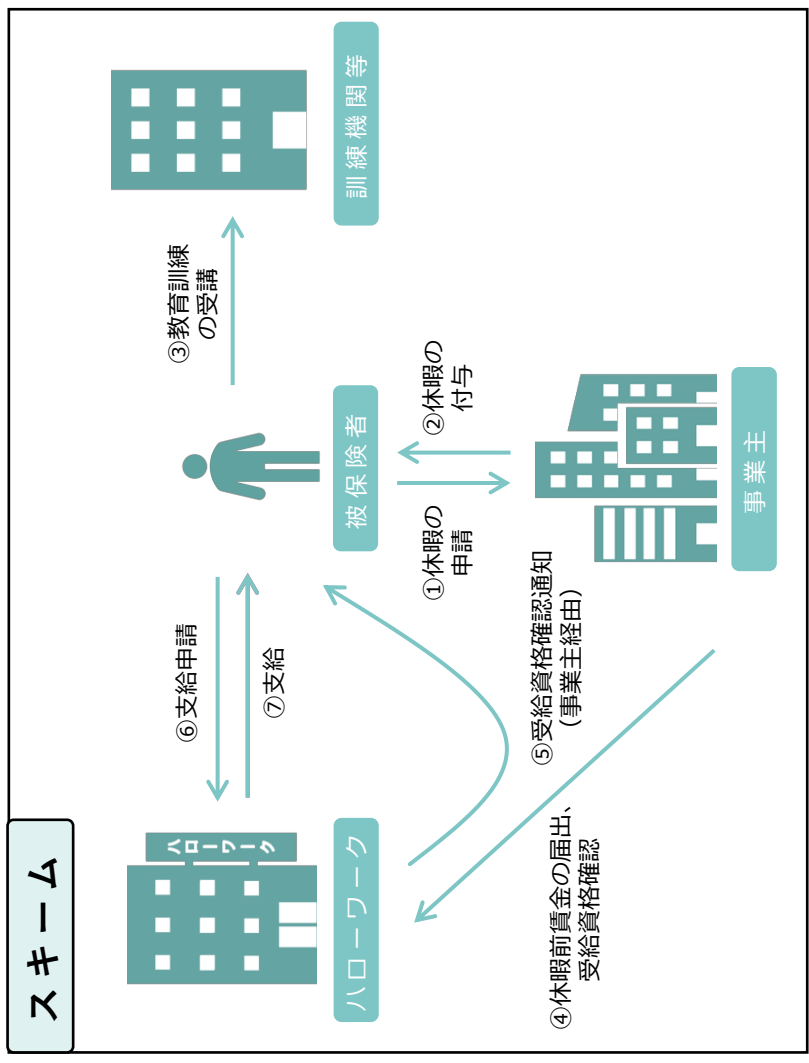 スキーム
ハローワーク
ハローワーク
⑥支給申請
⑦支給
被保険者
③教育訓練
の受講
訓練機関等
①休暇の
申請
②休暇の
付与
⑤受給資格確認通知
(事業主経由)
④休暇前賃金の届出、
受給資格確認
事業主